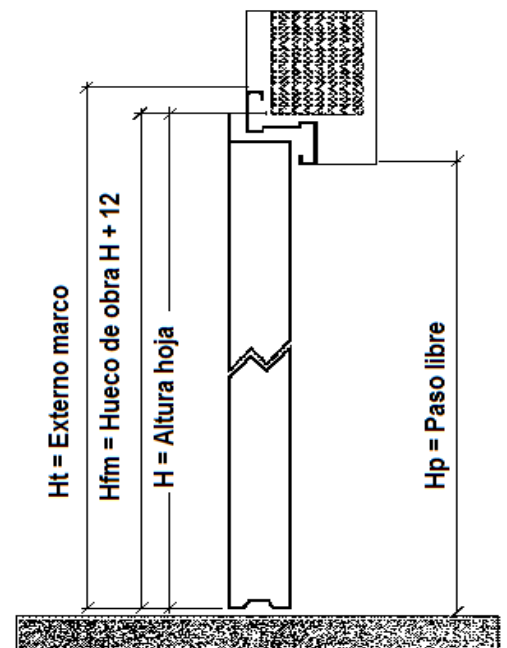 Ht = Externo marco
Hfm = Hueco de obra H + 12
H = Altura hoja
Hp = Paso libre